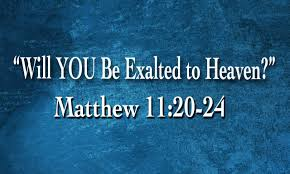 “Will YOU Be Exalted to Heaven?”
Matthew 11:20-24